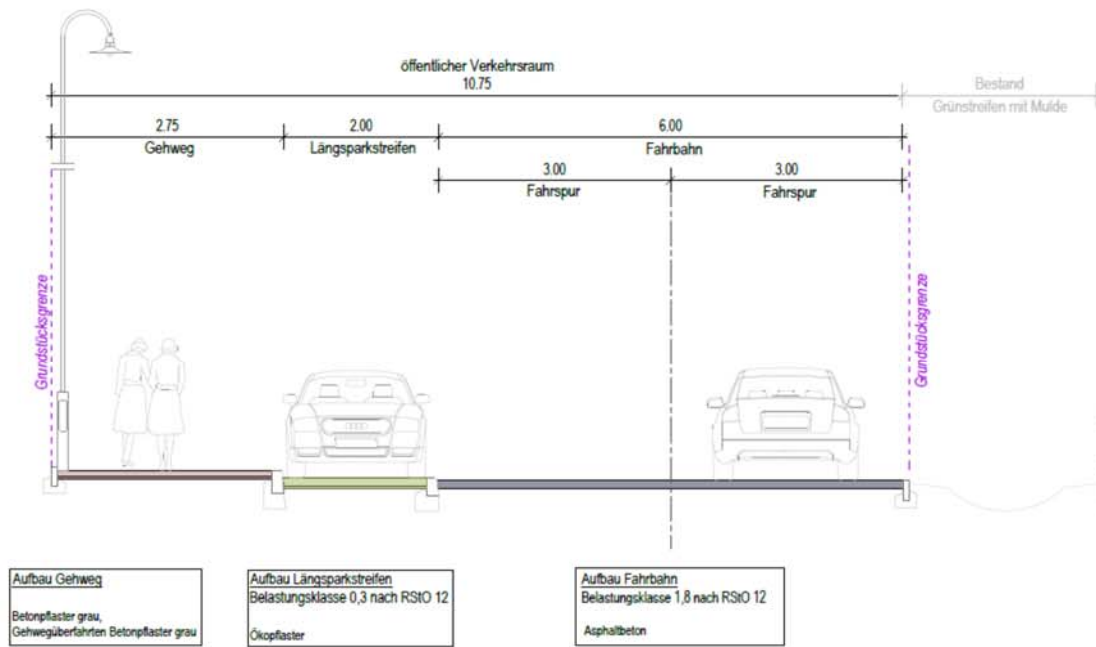 öffentlicher Verkehrsraum
10.75
Bestand
Grünstreifen mit Mulde
2.75
Gehweg
2.00
Längsparkstreifen
6.00
Fahrbahn
3.00
Fahrspur
3.00
Fahrspur
Grundstücksgrenze
Grundstücksgrenze
Aufbau Gehweg
Betonpflaster grau,
Gehwegüberfahrten Betonpflaster grau
Aufbau Längsparkstreifen
Belastungsklasse 0,3 nach RStO 12
Ökopflaster
Aufbau Fahrbahn
Belastungsklasse 1,8 nach RStO 12
Asphaltbeton